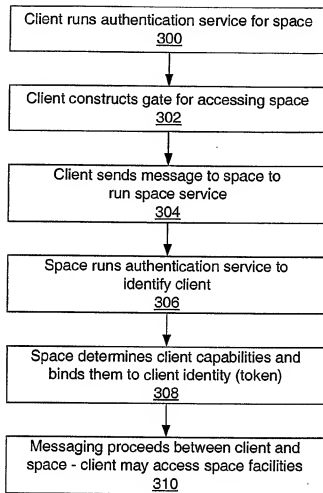 Client runs authentication service for space
300
Client constructs gate for accessing space
302
Client sends message to space to
run space service
304
Space runs authentication service to
identify client
306
Space determines client capabilities and
binds them to client identity (token)
308
Messaging proceeds between client and
space - client may access space facilities
310